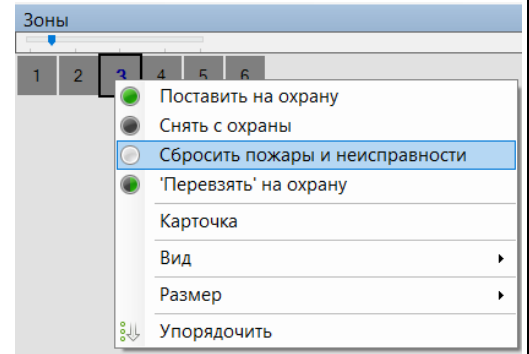 Зоны
1 2 3 4 5 6
Поставить на охрану
Снять с охраны
Сбросить пожары и неисправности
'Перевзять' на охрану
Карточка
Вид
Размер
Упорядочить